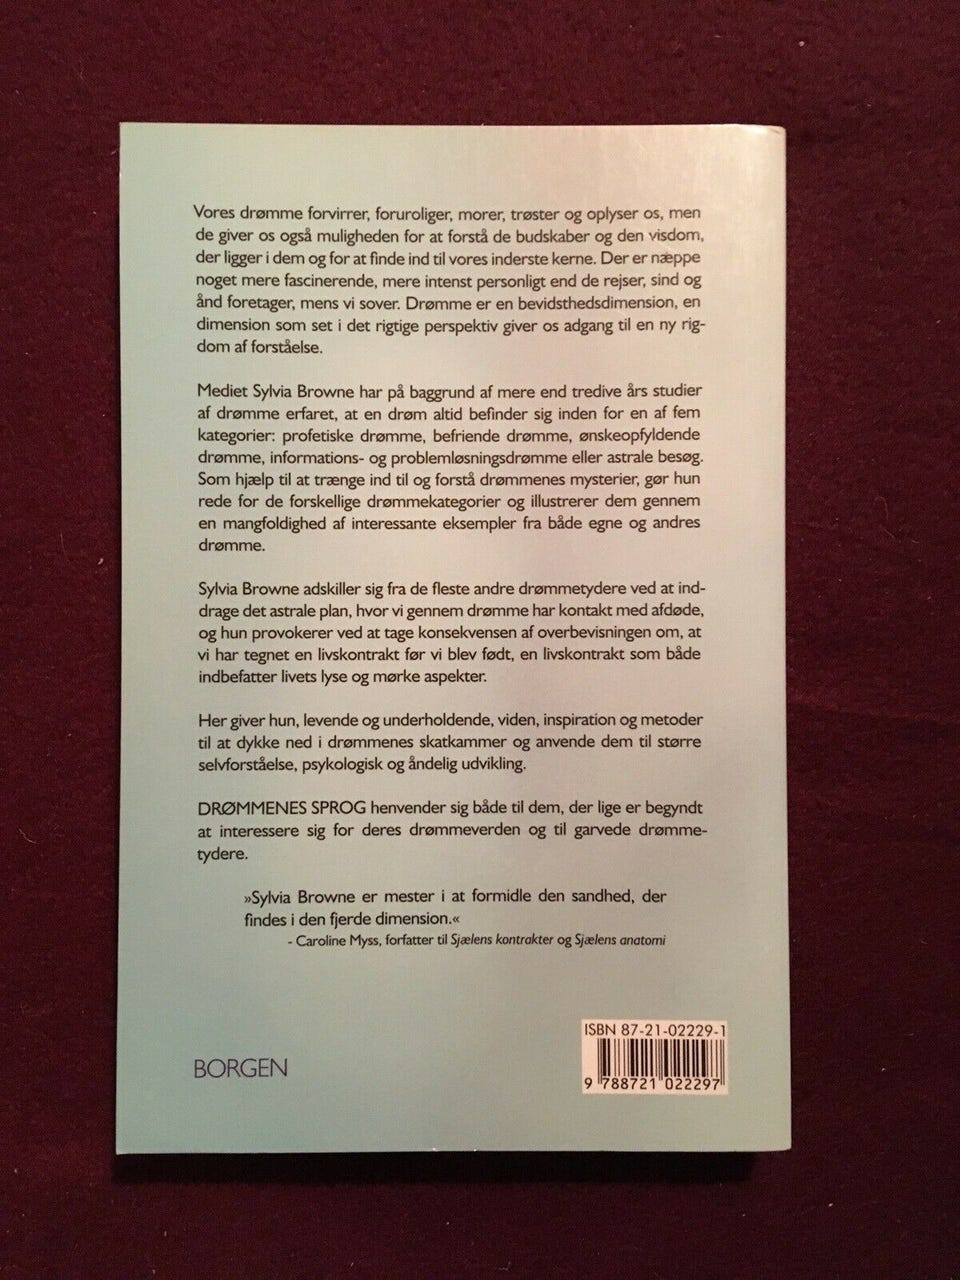 Vores drømme forvirrer, foruroliger, morer, trøster og oplyser os, men
de giver os også muligheden for at forstå de budskaber og den visdom,
der ligger i dem og for at finde ind til vores inderste kerne. Der er næppe
noget mere fascinerende, mere intenst personligt end de rejser, sind og
ånd foretager, mens vi sover. Drømme er en bevidsthedsdimension, en
dimension som set i det rigtige perspektiv giver os adgang til en ny rig-
dom af forståelse.
Mediet Sylvia Browne har på baggrund af mere end tredive års studier
af drømme erfaret, at en drøm altid befinder sig inden for en af fem
kategorier: profetiske drømme, befriende drømme, ønskeopfyldende
drømme, informations- og problemløsningsdrømme eller astrale besøg.
Som hjælp til at trænge ind til og forstå drømmenes mysterier, gør hun
rede for de forskellige drømmekategorier og illustrerer dem gennem
en mangfoldighed af interessante eksempler fra både egne og andres
drømme.
Sylvia Browne adskiller sig fra de fleste andre drømmetydere ved at ind-
drage det astrale plan, hvor vi gennem drømme har kontakt med afdøde,
og hun provokerer ved at tage konsekvensen af overbevisningen om, at
vi har tegnet en livskontrakt før vi blev født, en livskontrakt som både
indbefatter livets lyse og mørke aspekter.
Her giver hun, levende og underholdende, viden, inspiration og metoder
til at dykke ned i drømmenes skatkammer og anvende dem til større
selvforståelse, psykologisk og åndelig udvikling.
DRØMMENES SPROG henvender sig både til dem, der lige er begyndt
at interessere sig for deres drømmeverden og til garvede drømme-
tydere.
»Sylvia Browne er mester i at formidle den sandhed, der
findes i den fjerde dimension.«
- Caroline Myss, forfatter til Sjælens kontrakter og Sjælens anatomi
ISBN 87-21-02229-1
BORGEN
9 788721 022297